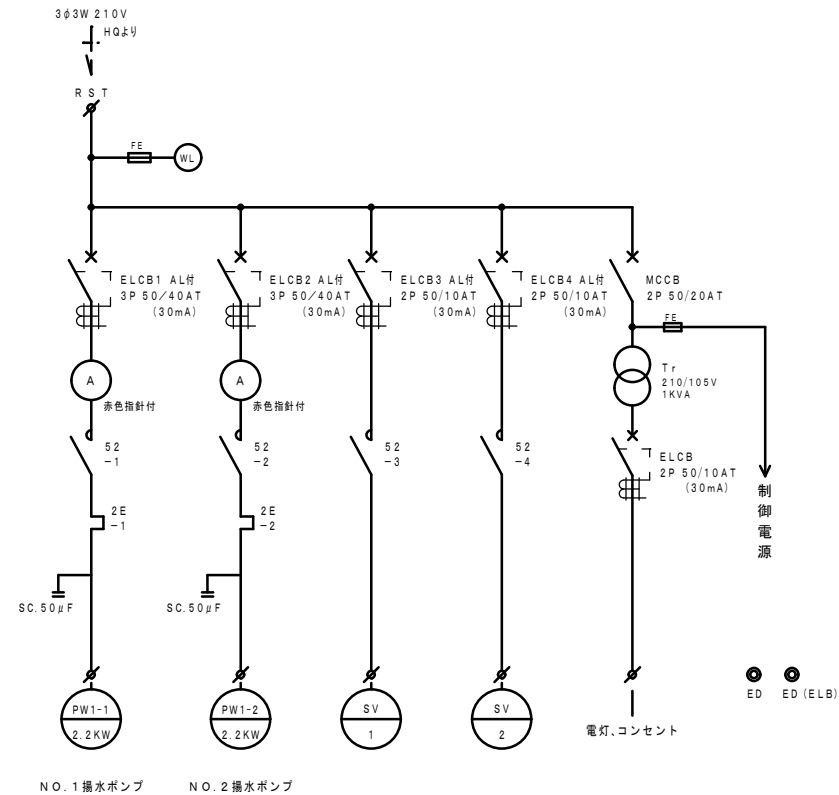 3φ3W 210V
HQより
R S T
FE
WL
ELCB1 AL付
3P 50/40AT
(30mA)
ELCB2 AL付
3P 50/40AT
(30mA)
ELCB3 AL付
2P 50/10AT
(30mA)
ELCB4 AL付
2P 50/10AT
(30mA)
MCCB
2P 50/20AT
FE
A
赤色指針付
A
赤色指針付
Tr
210/105V
1KVA
52
-1
52
-2
52
-3
52
-4
ELCB
2P 50/10AT
(30mA)
制御電源
2E
-1
2E
-2
SC.50μF
SC.50μF
PW1-1
2.2KW
PW1-2
2.2KW
SV
1
SV
2
電灯、コンセント
ED
ED (ELB)
NO.1揚水ポンプ
NO.2揚水ポンプ